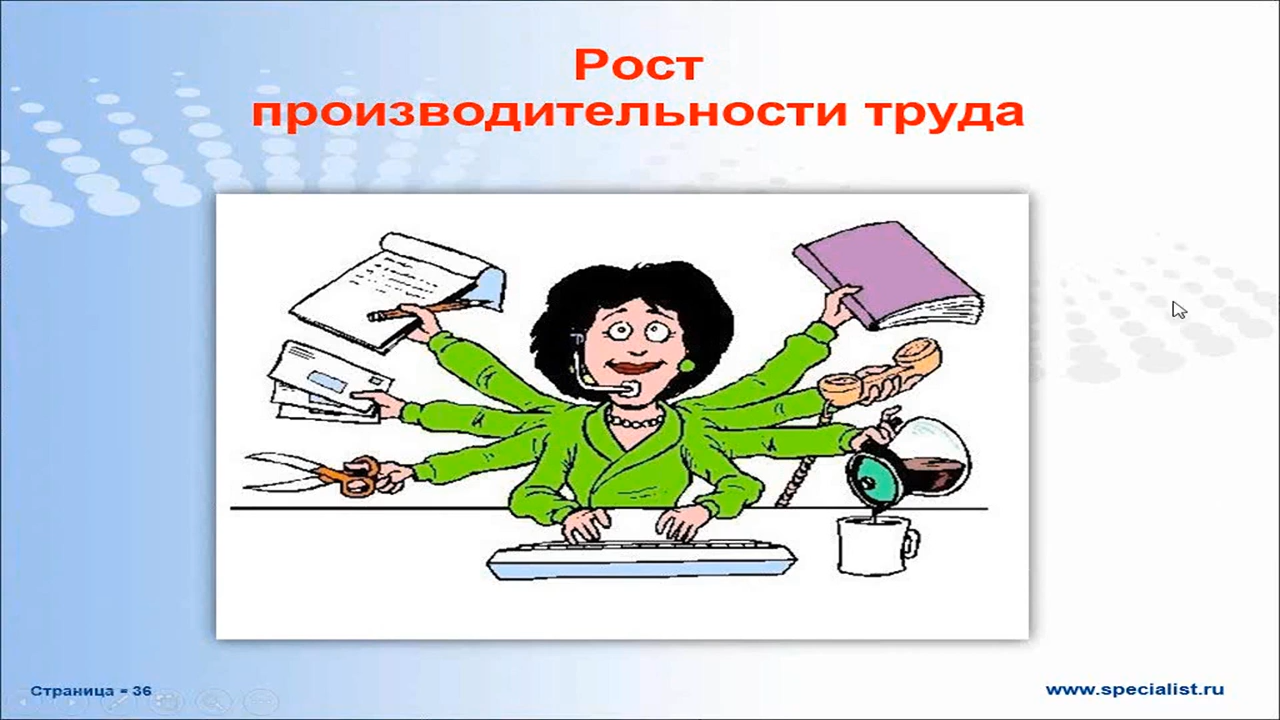 Рост
производительности труда
Страница = 36
www.specialist.ru